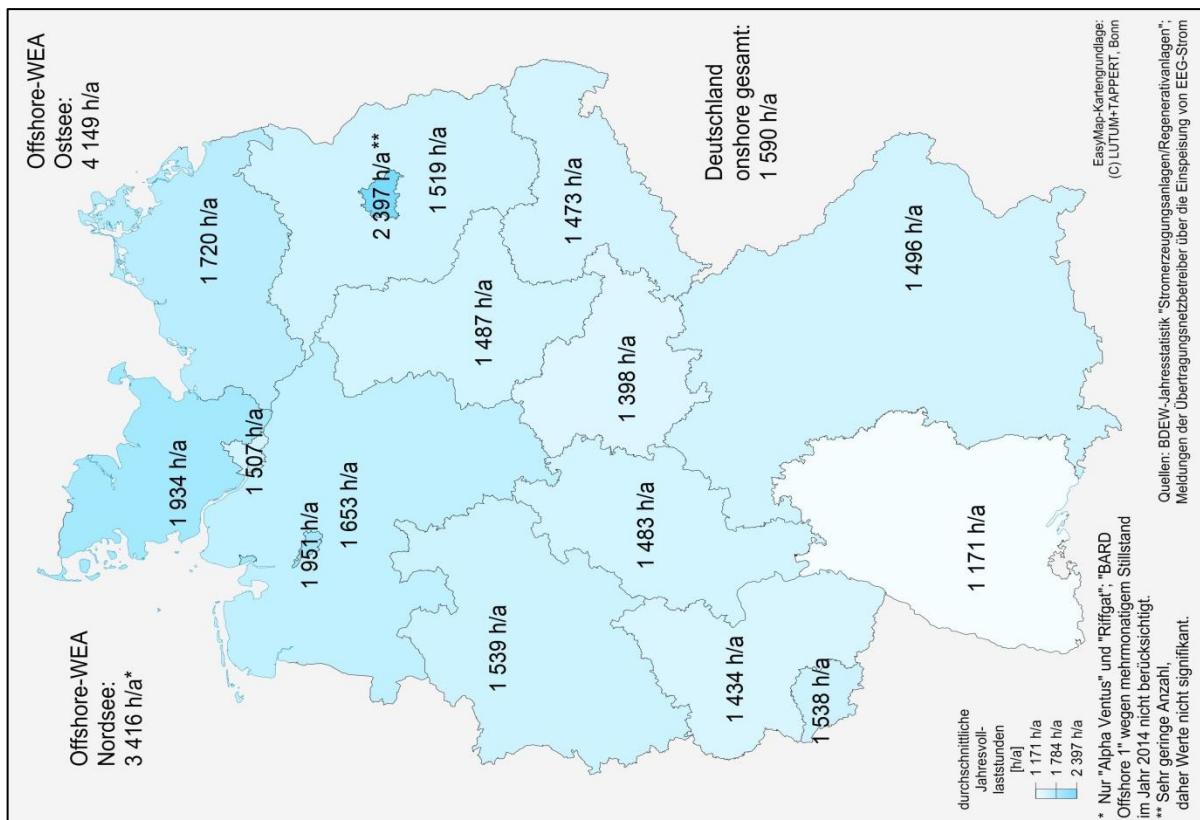 Offshore-WEA
Nordsee:
3 416 h/a*
Offshore-WEA
Ostsee:
4 149 h/a
1 934 h/a
1 720 h/a
1 507 h/a
1 951 h/a
1 653 h/a
2 397 h/a**
1 519 h/a
1 487 h/a
1 539 h/a
1 473 h/a
1 398 h/a
1 483 h/a
1 434 h/a
1 538 h/a
1 496 h/a
1 171 h/a
Deutschland
onshore gesamt:
1 590 h/a
durchschnittliche
Jahresvoll-
laststunden
[h/a]
1 171 h/a
1 784 h/a
2 397 h/a
* Nur "Alpha Ventus" und "Riffgat"; "BARD
Offshore 1" wegen mehrmonatigem Stillstand
im Jahr 2014 nicht berücksichtigt.
** Sehr geringe Anzahl,
daher Werte nicht signifikant.
EasyMap-Kartengrundlage:
(C) LUTUM+TAPPERT, Bonn
Quellen: BDEW-Jahresstatistik "Stromerzeugungsanlagen/Regenerativanlagen";
Meldungen der Übertragungsnetzbetreiber über die Einspeisung von EEG-Strom